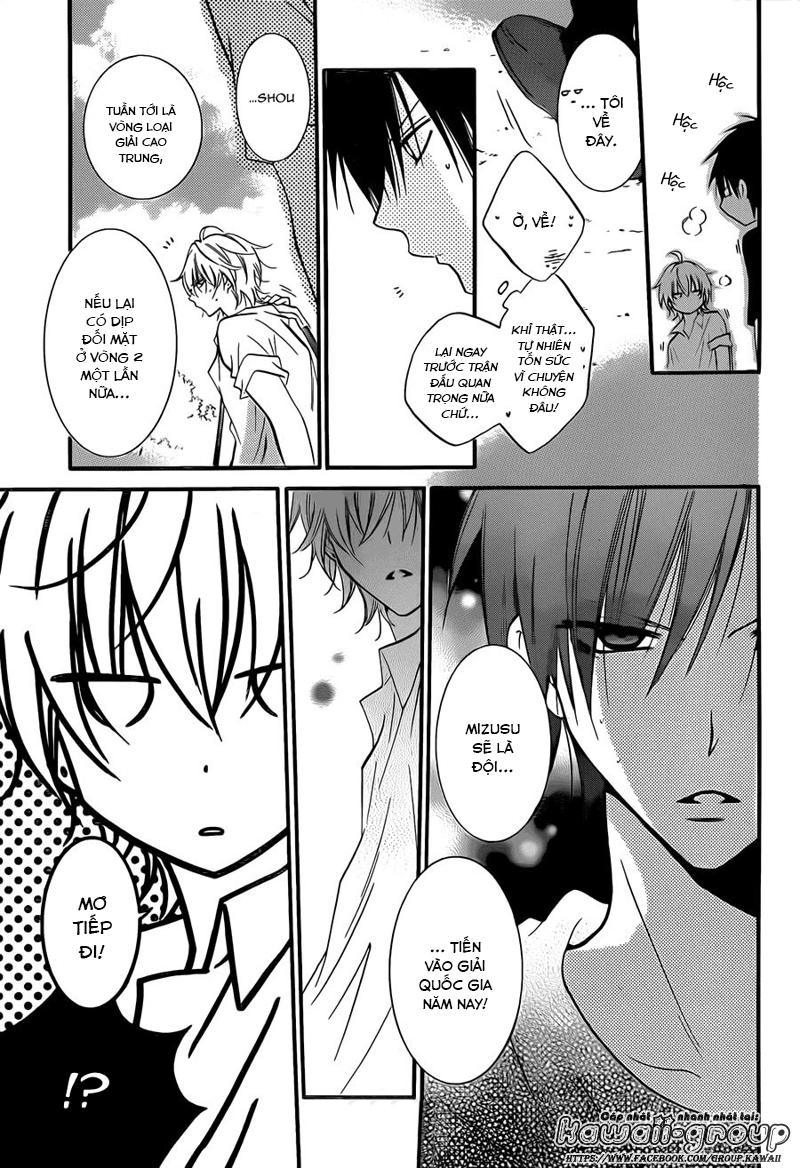 HỘC
HỘC
HỘC
... TÔI
VỀ
ĐÂY.
Ờ, VỀ!
KHỈ THẬT...
TỰ NHIÊN
TỐN SỨC
VÌ CHUYỆN
KHÔNG
ĐÂU!
LẠI NGAY
TRƯỚC TRẬN
ĐẤU QUAN
TRỌNG NỮA
CHỨ...
...SHOU
TUẦN TỚI LÀ
VÒNG LOẠI
GIẢI CAO
TRUNG,
NẾU LẠI
CÓ DỊP
ĐỐI MẶT
Ở VÒNG 2
MỘT LẦN
NỮA...
MIZUSU
SẼ LÀ
ĐỘI...
... TIẾN
VÀO GIẢI
QUỐC GIA
NĂM NAY!
MƠ
TIẾP
ĐI!
!?
Cập nhật nhanh nhất tại:
kawaii-group
HTTPS://WWW.FACEBOOK.COM/GROUP.KAWAII